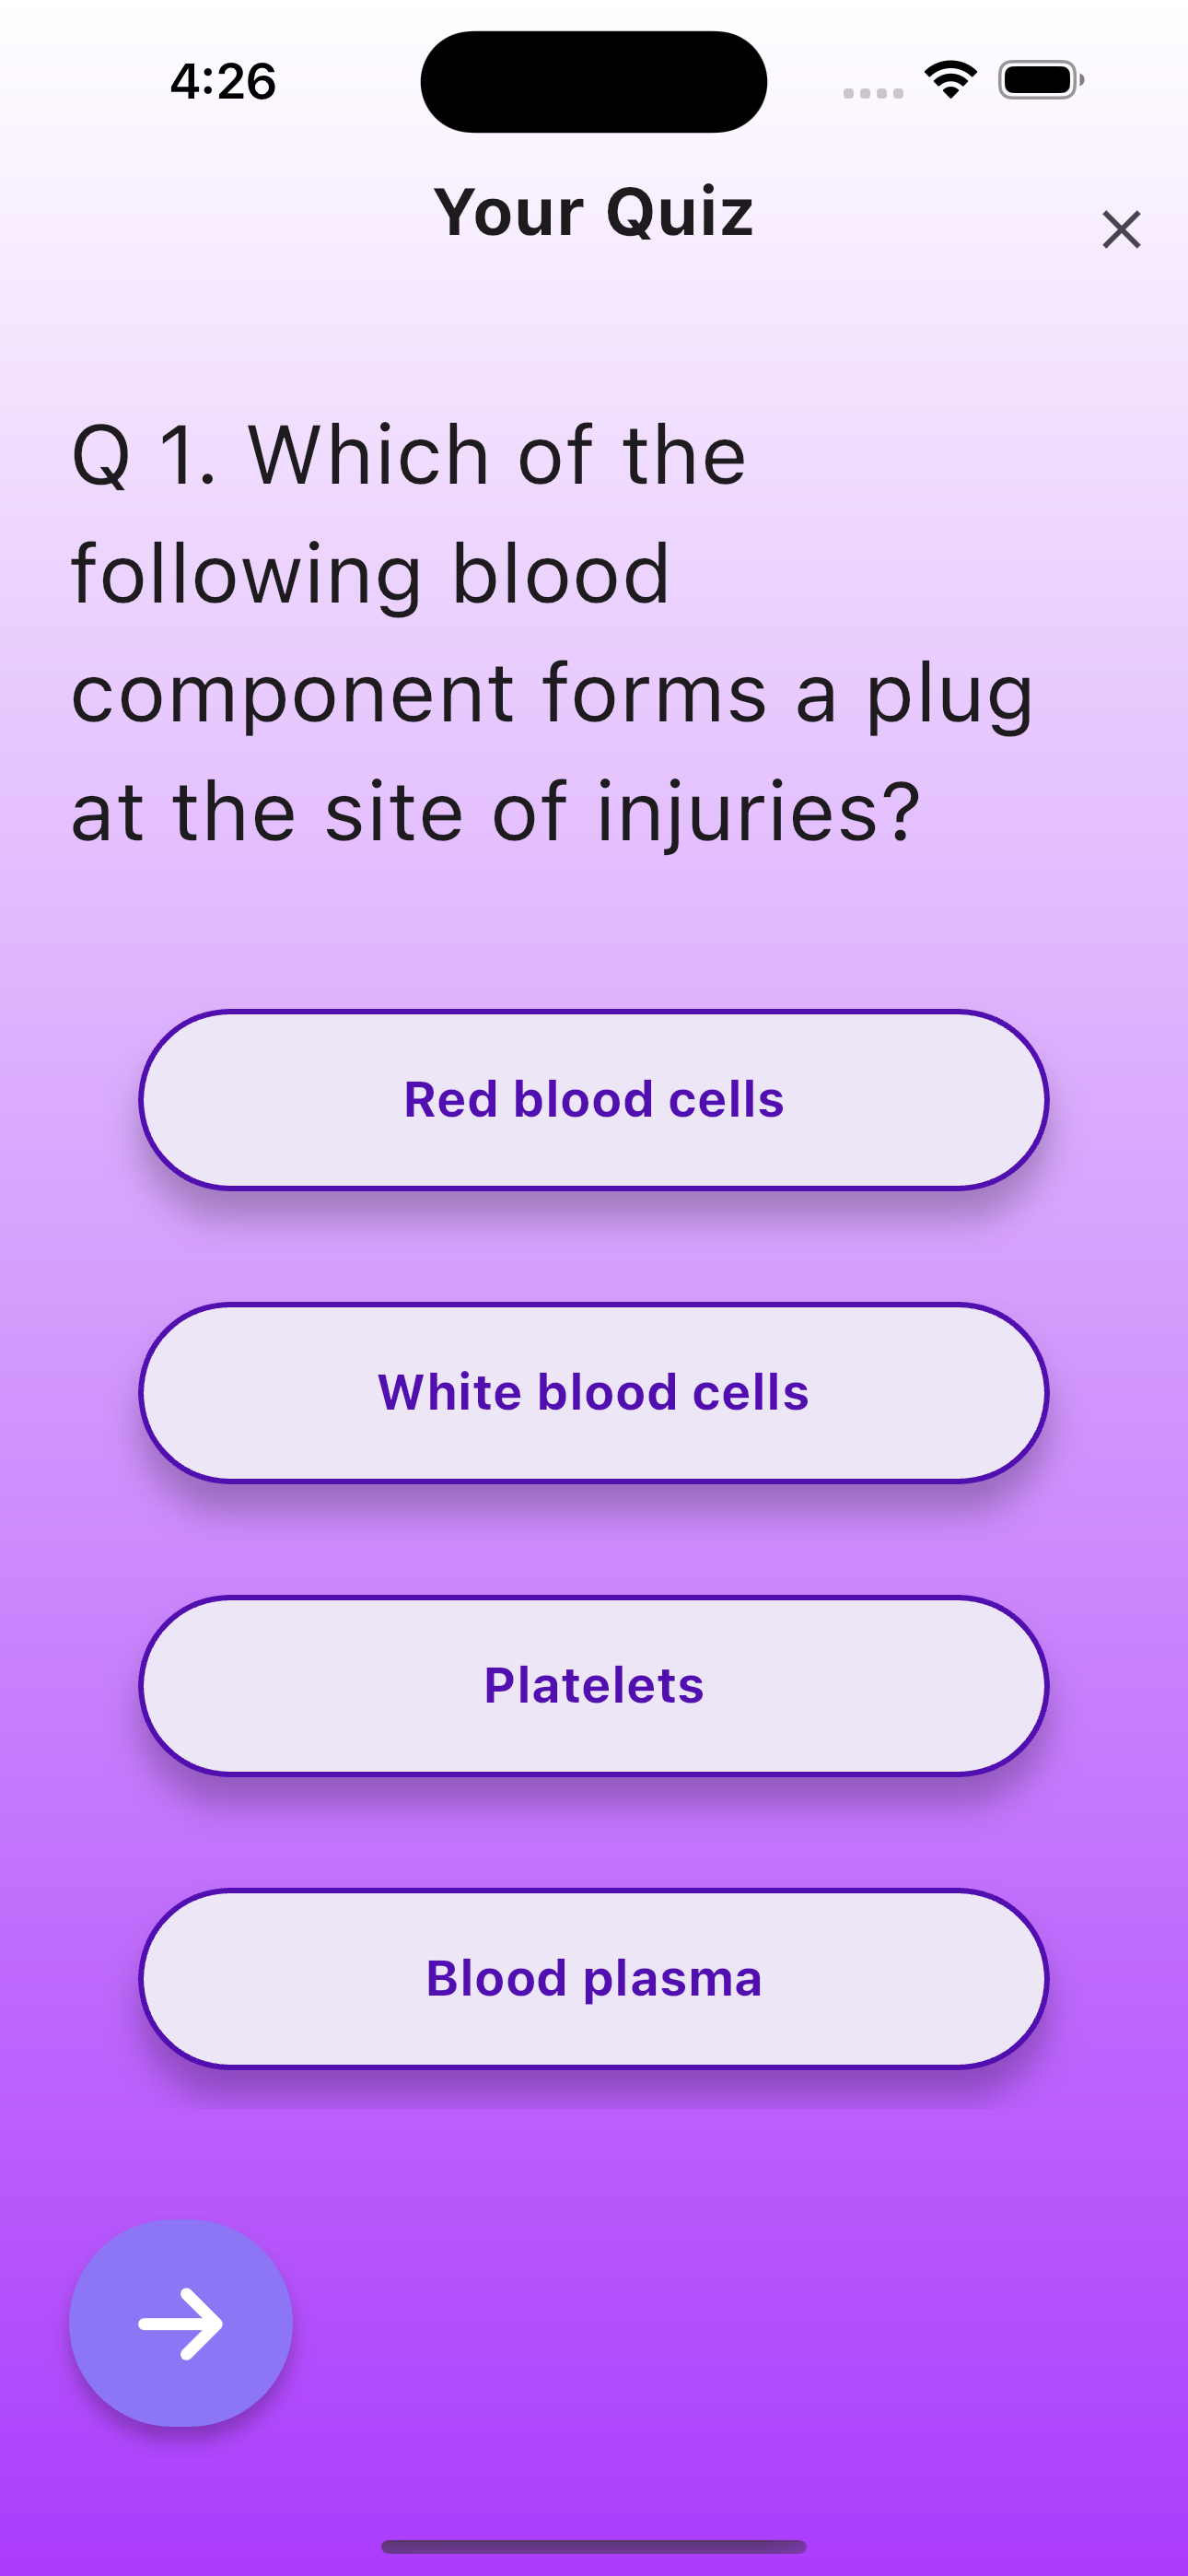 4:26
Your Quiz
Q 1. Which of the
following blood
component forms a plug
at the site of injuries?
Red blood cells
White blood cells
Platelets
Blood plasma